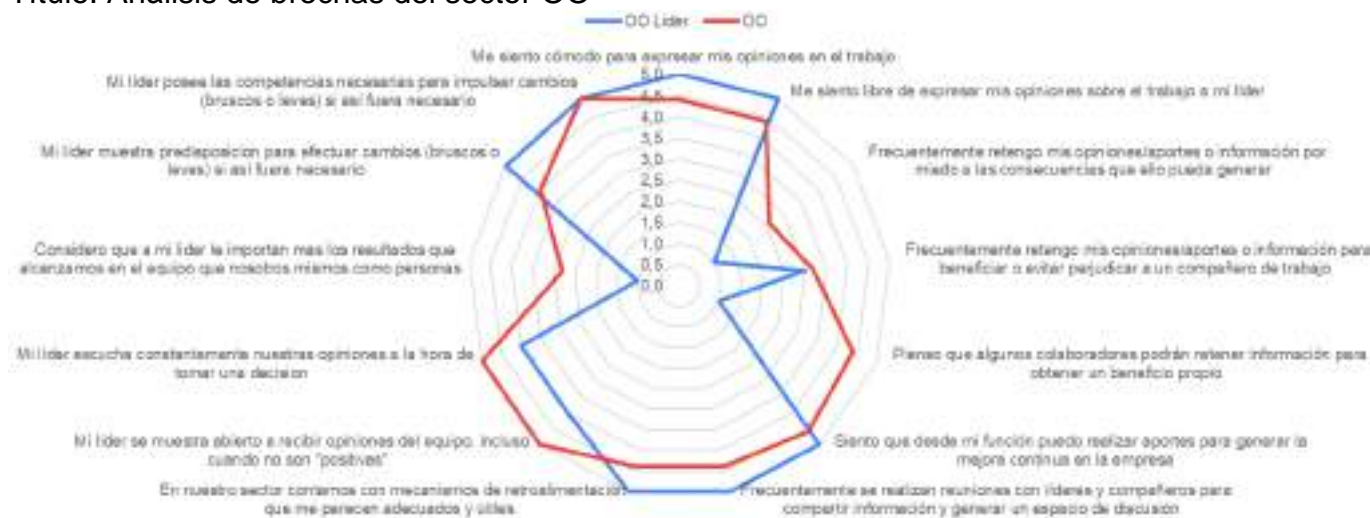 Título: Análisis de brechas del sector OO
OO Líder
OO
Me siento cómodo para expresar mis opiniones en el trabajo
Me siento libre de expresar mis opiniones sobre el trabajo a mi líder
Frecuentemente retengo mis opiniones/aportes o información por
miedo a las consecuencias que ello pueda generar
Frecuentemente retengo mis opiniones/aportes o información para
beneficiar o evitar perjudicar a un compañero de trabajo
Pienso que algunos colaboradores podrán retener información para
obtener un beneficio propio
Siento que desde mi función puedo realizar aportes para generar la
mejora continua en la empresa
Frecuentemente se realizan reuniones con líderes y compañeros para
compartir información y generar un espacio de discusión
En nuestro sector contamos con mecanismos de retroalimentación
que me parecen adecuados y útiles
Mi líder se muestra abierto a recibir opiniones del equipo, incluso
cuando no son "positivas"
Mi líder escucha constantemente nuestras opiniones a la hora de
tomar una decision
Considero que a mi líder le importan mas los resultados que
alcanzamos en el equipo que nosotros mismos como personas
Mi líder muestra predisposicion para efectuar cambios (bruscos o
leves) si así fuera necesario
Mi líder posee las competencias necesarias para impulsar cambios
(bruscos o leves) si así fuera necesario
5,0
4,5
4,0
3,5
3,0
2,5
2,0
1,5
1,0
0,5
0,0